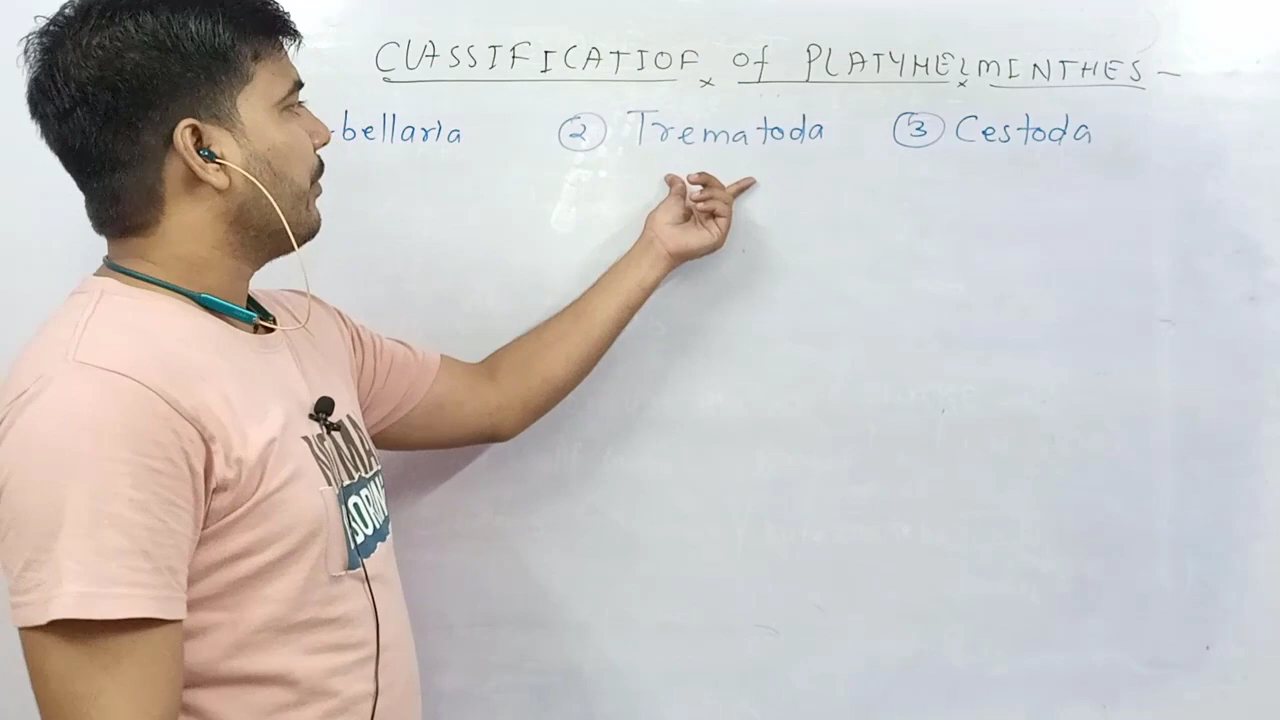 CLASSIFICATIOF of PLATYHELMINTHES -
bellaria ② Trematoda ③ Cestoda